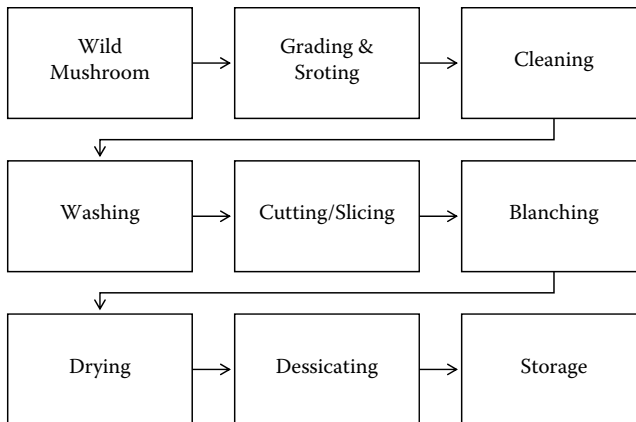 Wild
Mushroom
Grading &
Sroting
Cleaning
Washing
Cutting/Slicing
Blanching
Drying
Dessicating
Storage